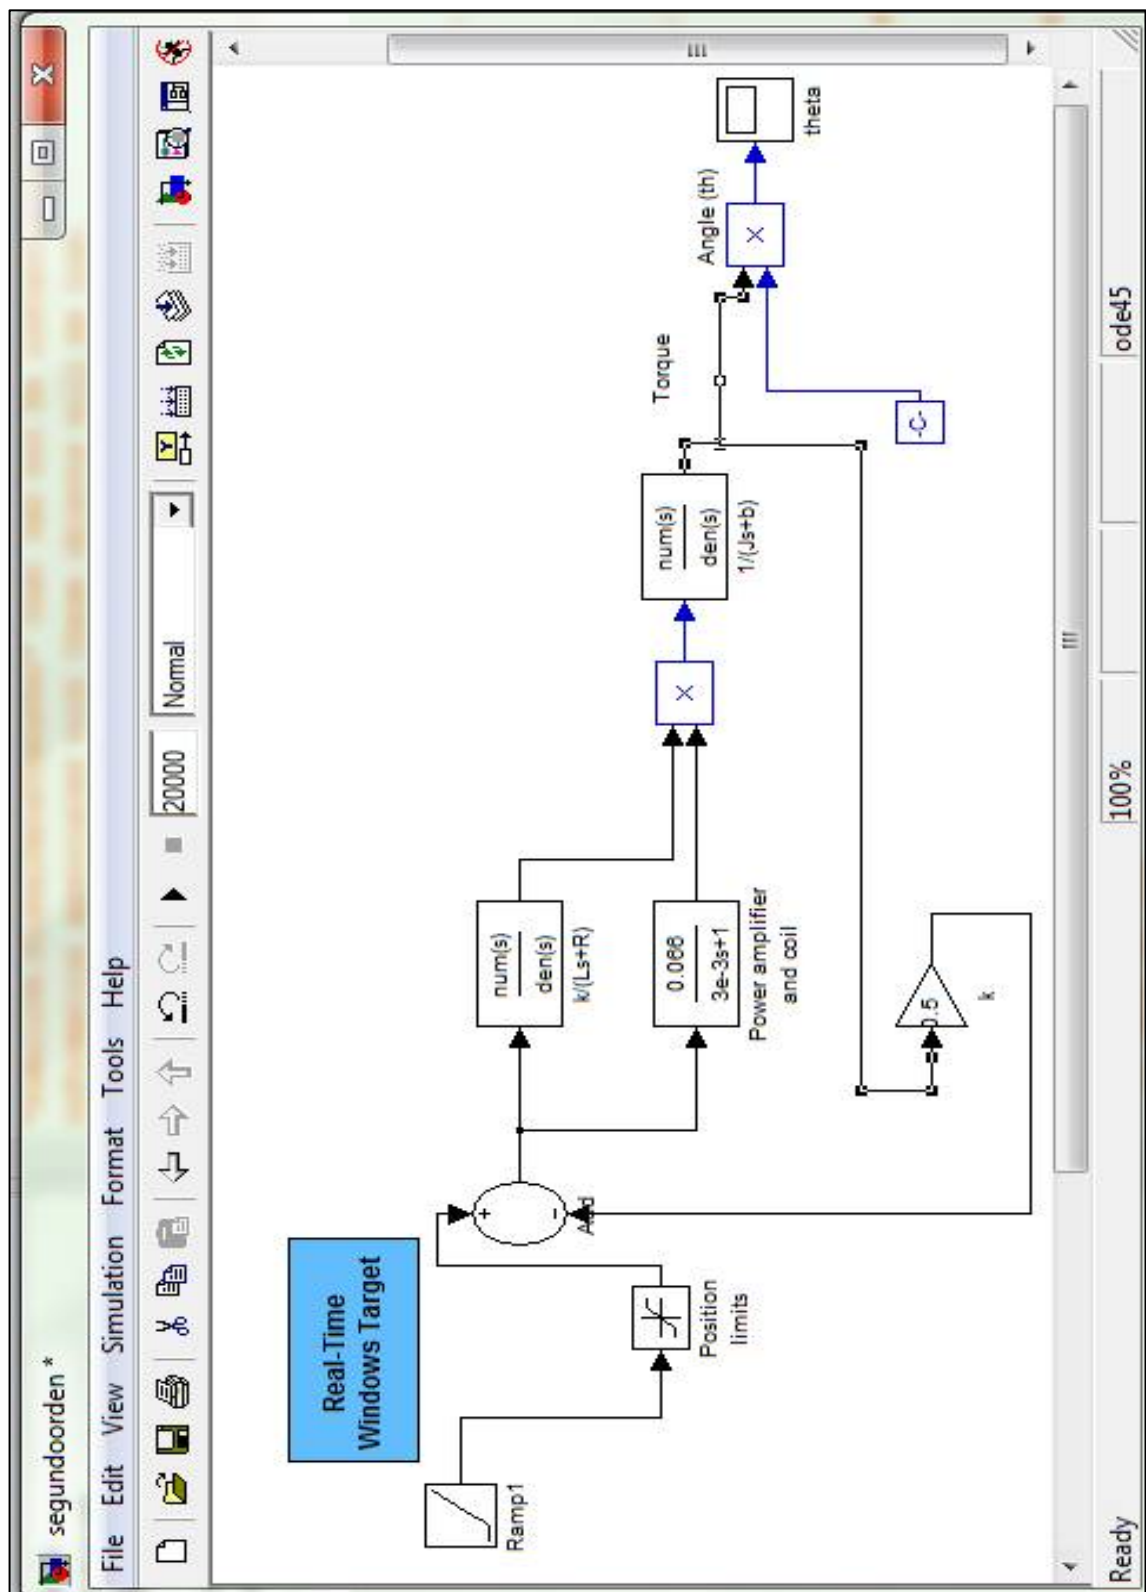 segundoorden *
File Edit View Simulation Format Tools Help
20000 Normal
Real-Time
Windows Target
Ramp1
Position
limits
+
-
Add
num(s)
den(s)
k/(Ls+R)
0.066
3e-3s+1
Power amplifier
and coil
X
num(s)
den(s)
1/(Js+b)
Torque
Angle (th)
X
theta
-C-
0.5
k
Ready 100% ode45